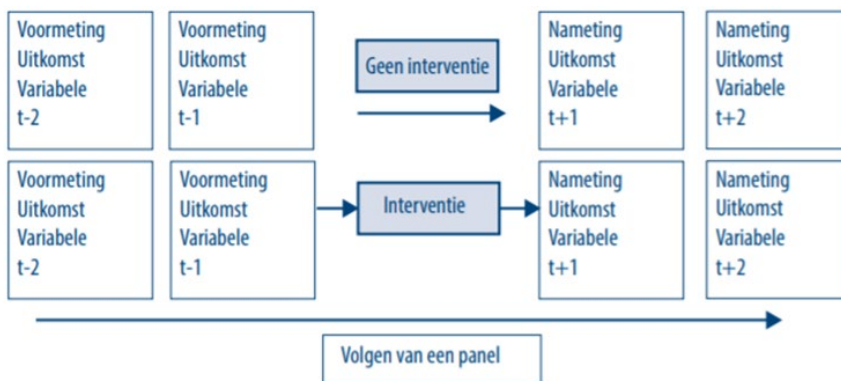 Voormeting
Uitkomst
Variabele
t-2
Voormeting
Uitkomst
Variabele
t-1
Geen interventie
Nameting
Uitkomst
Variabele
t+1
Nameting
Uitkomst
Variabele
t+2
Voormeting
Uitkomst
Variabele
t-2
Voormeting
Uitkomst
Variabele
t-1
Interventie
Nameting
Uitkomst
Variabele
t+1
Nameting
Uitkomst
Variabele
t+2
Volgen van een panel